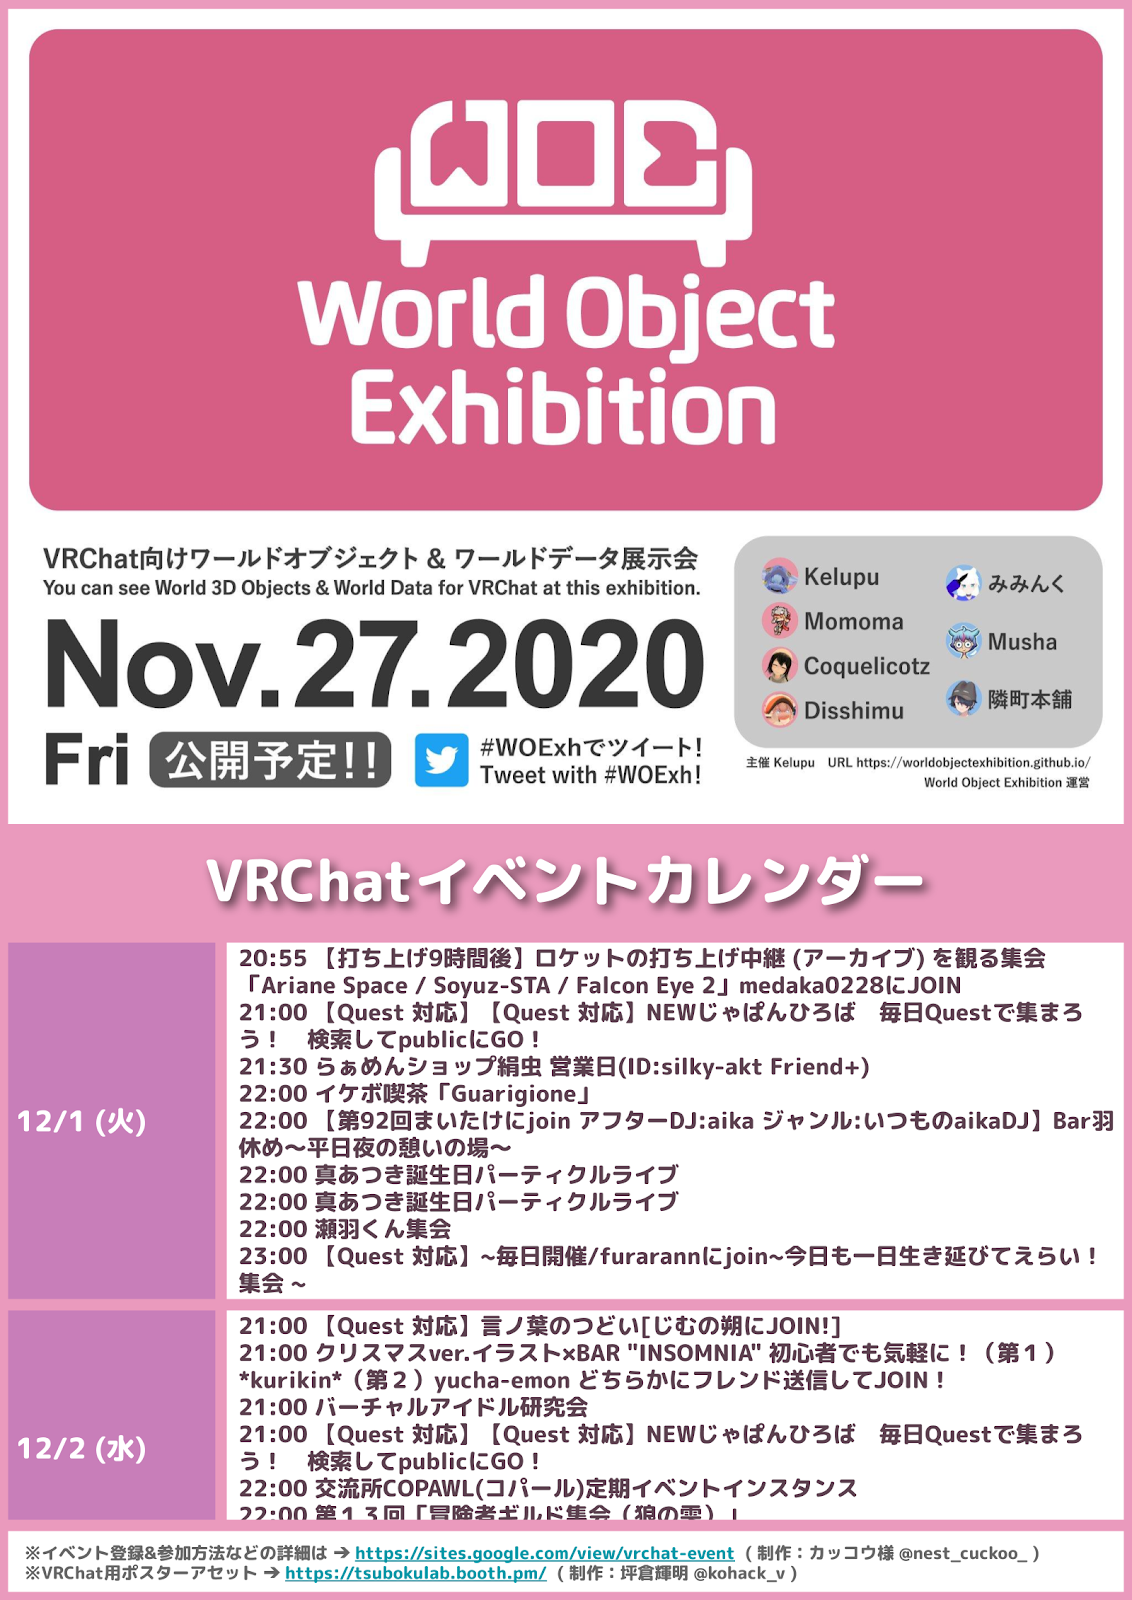 WOE
World Object
Exhibition
VRChat向けワールドオブジェクト & ワールドデータ展示会
You can see World 3D Objects & World Data for VRChat at this exhibition.
Nov.27.2020
Fri 公開予定!!
#WOExhでツイート!
Tweet with #WOExh!
Kelupu
Momoma
Coquelicotz
Disshimu
みみんく
Musha
隣町本舗
主催 Kelupu URL https://worldobjectexhibition.github.io/
World Object Exhibition 運営
VRChatイベントカレンダー
12/1 (火)
20:55 【打ち上げ9時間後】ロケットの打ち上げ中継 (アーカイブ) を観る集会
「Ariane Space / Soyuz-STA / Falcon Eye 2」medaka0228にJOIN
21:00 【Quest 対応】【Quest 対応】NEWじゃぱんひろば 毎日Questで集まろ
う! 検索してpublicにGO!
21:30 らぁめんショップ絹虫 営業日(ID:silky-akt Friend+)
22:00 イケボ喫茶「Guarigione」
22:00 【第92回まいたけにjoin アフターDJ:aika ジャンル:いつものaikaDJ】Bar羽
休め〜平日夜の憩いの場〜
22:00 真あつき誕生日パーティクルライブ
22:00 真あつき誕生日パーティクルライブ
22:00 瀬羽くん集会
23:00 【Quest 対応】~毎日開催/furarannにjoin~今日も一日生き延びてえらい!
集会 ~
12/2 (水)
21:00 【Quest 対応】言ノ葉のつどい[じむの朔にJOIN!]
21:00 クリスマスver.イラスト×BAR "INSOMNIA" 初心者でも気軽に!(第1)
*kurikin*(第2)yucha-emon どちらかにフレンド送信してJOIN!
21:00 バーチャルアイドル研究会
21:00 【Quest 対応】【Quest 対応】NEWじゃぱんひろば 毎日Questで集まろ
う! 検索してpublicにGO!
22:00 交流所COPAWL(コパール)定期イベントインスタンス
22:00 第13回「冒険者ギルド集会(狼の雫)」
※イベント登録&参加方法などの詳細は ➔ https://sites.google.com/view/vrchat-event (制作:カッコウ様 @nest_cuckoo_)
※VRChat用ポスターアセット ➔ https://tsubokulab.booth.pm/ (制作:坪倉輝明 @kohack_v)